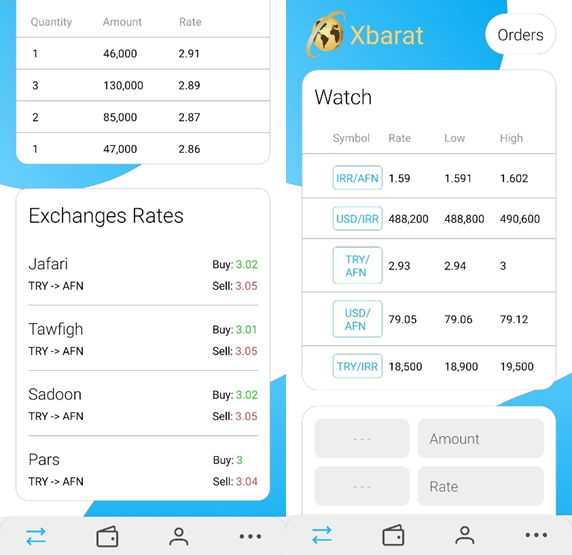 Quantity Amount Rate
1 46,000 2.91
3 130,000 2.89
2 85,000 2.87
1 47,000 2.86
Exchanges Rates
Jafari Buy: 3.02
TRY -> AFN Sell: 3.05
Tawfigh Buy: 3.01
TRY -> AFN Sell: 3.05
Sadoon Buy: 3.02
TRY -> AFN Sell: 3.05
Pars Buy: 3
TRY -> AFN Sell: 3.04
Xbarat Orders
Watch
Symbol Rate Low High
IRR/AFN 1.59 1.591 1.602
USD/IRR 488,200 488,800 490,600
TRY/
AFN 2.93 2.94 3
USD/
AFN 79.05 79.06 79.12
TRY/IRR 18,500 18,900 19,500
--- Amount
--- Rate